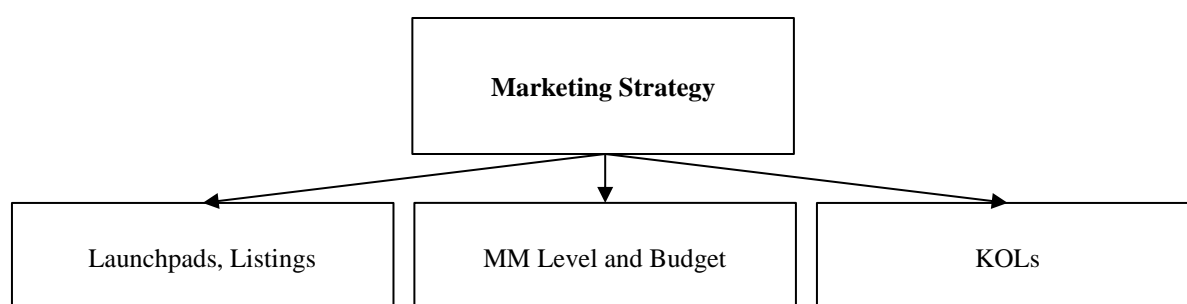 Marketing Strategy
Launchpads, Listings
MM Level and Budget
KOLs